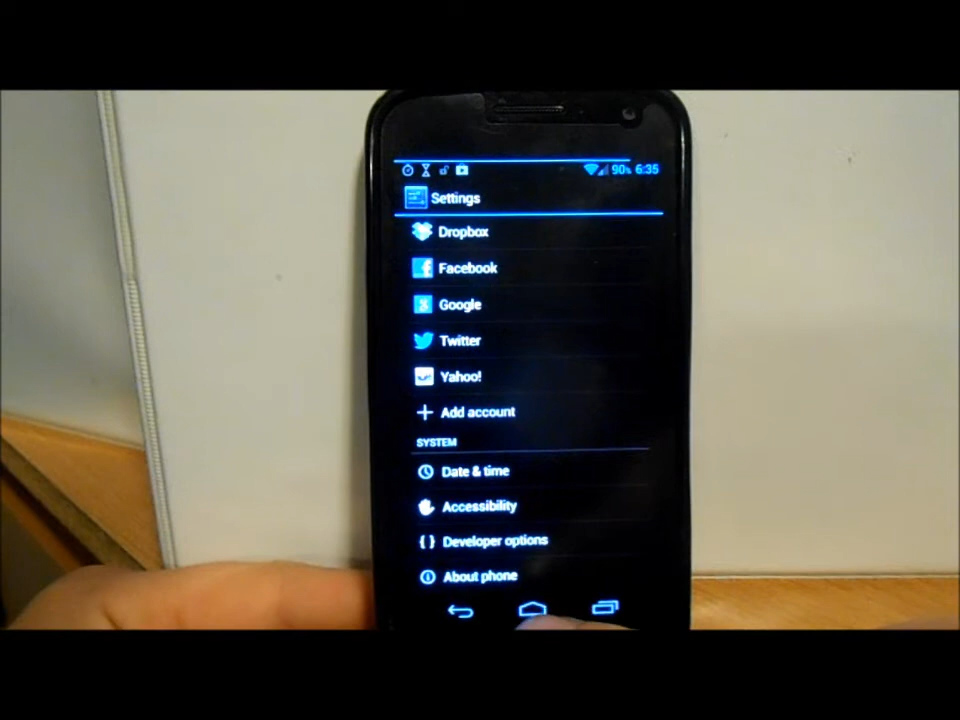 90% 6:35
Settings
Dropbox
Facebook
Google
Twitter
Yahoo!
Add account
SYSTEM
Date & time
Accessibility
Developer options
About phone